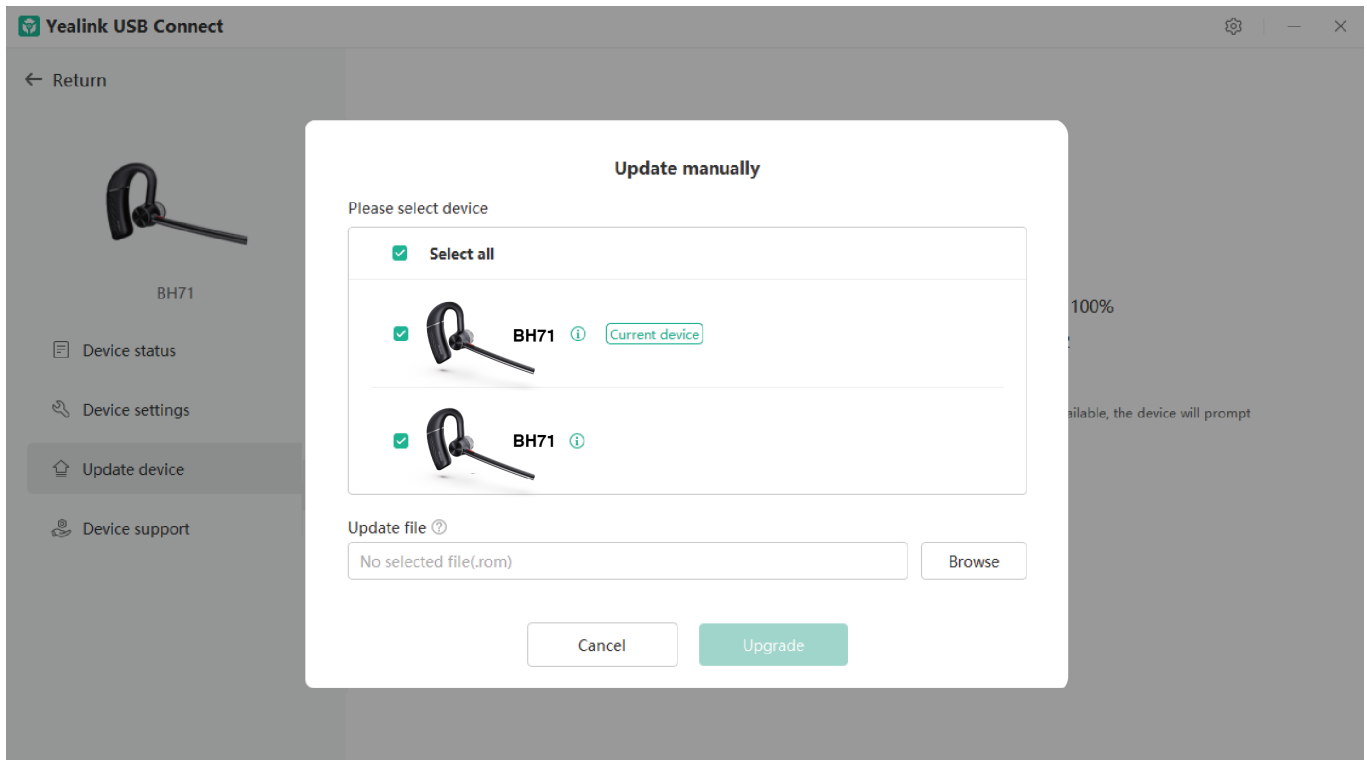 Yealink USB Connect
Return
BH71
Device status
Device settings
Update device
Device support
Update manually
Please select device
Select all
BH71 Current device
BH71
Update file
No selected file(.rom) Browse
Cancel Upgrade
100%
ailable, the device will prompt